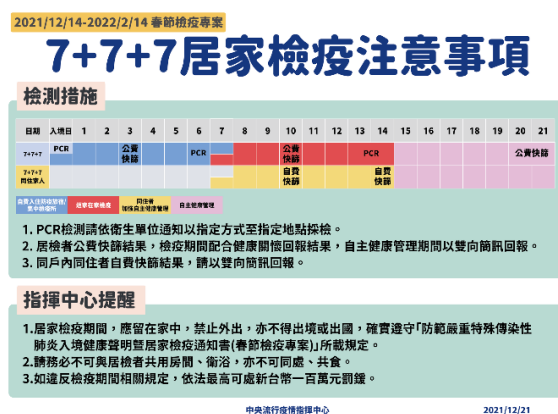 2021/12/14-2022/2/14 春節檢疫專案
7+7+7居家檢疫注意事項
檢測措施
日期 入境日 1 2 3 4 5 6 7 8 9 10 11 12 13 14 15 16 17 18 19 20 21
7+7+7 PCR 公費快篩 PCR 公費快篩 PCR 公費快篩
7+7+7同住家人 自費快篩 自費快篩
自費入住防疫旅宿/集中檢疫所 返家在家檢疫 同住者加強自主健康管理 自主健康管理
1. PCR檢測請依衛生單位通知以指定方式至指定地點採檢。
2. 居檢者公費快篩結果，檢疫期間配合健康關懷回報結果，自主健康管理期間以雙向簡訊回報。
3. 同戶內同住者自費快篩結果，請以雙向簡訊回報。
指揮中心提醒
1.居家檢疫期間，應留在家中，禁止外出，亦不得出境或出國，確實遵守「防範嚴重特殊傳染性
肺炎入境健康聲明暨居家檢疫通知書(春節檢疫專案)」所載規定。
2.請務必不可與居檢者共用房間、衛浴，亦不可同處、共食。
3.如違反檢疫期間相關規定，依法最高可處新台幣一百萬元罰鍰。
中央流行疫情指揮中心 2021/12/21